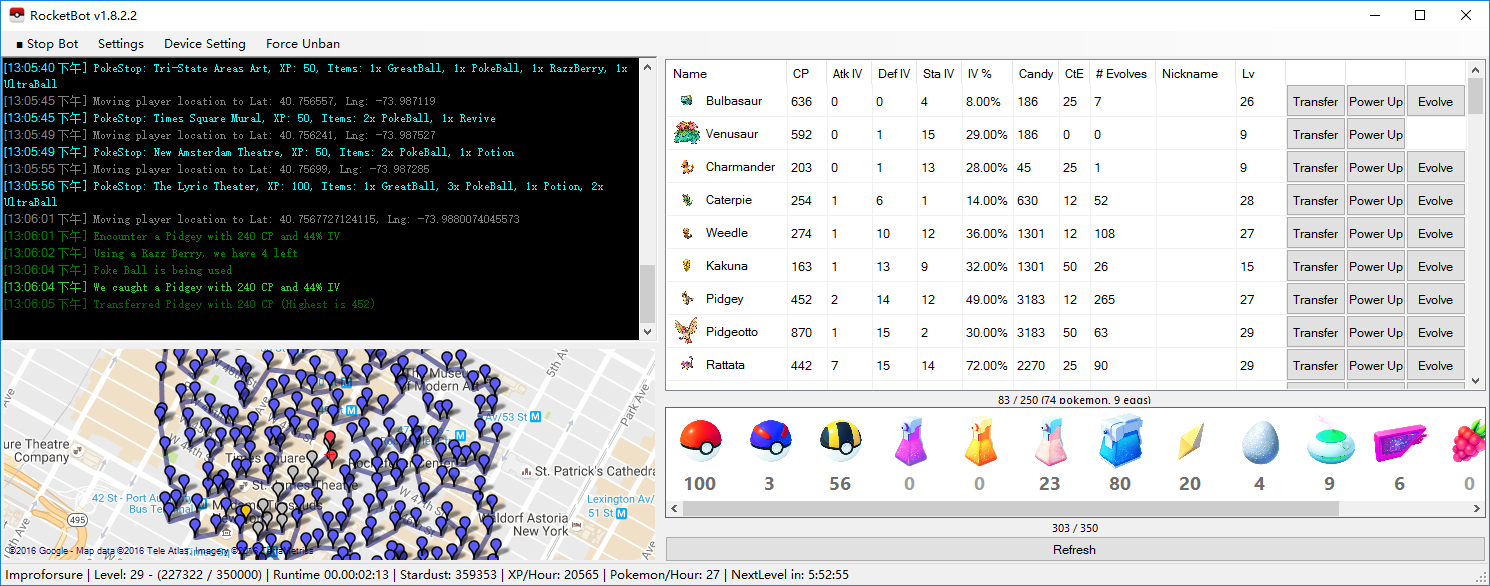 RocketBot v1.8.2.2
■ Stop Bot Settings Device Setting Force Unban
[13:05:40 下午] PokeStop: Tri-State Areas Art, XP: 50, Items: 1x GreatBall, 1x PokeBall, 1x RazzBerry, 1x
UltraBall
[13:05:45 下午] Moving player location to Lat: 40.756557, Lng: -73.987119
[13:05:45 下午] PokeStop: Times Square Mural, XP: 50, Items: 2x PokeBall, 1x Revive
[13:05:49 下午] Moving player location to Lat: 40.756241, Lng: -73.987527
[13:05:49 下午] PokeStop: New Amsterdam Theatre, XP: 50, Items: 2x PokeBall, 1x Potion
[13:05:55 下午] Moving player location to Lat: 40.75699, Lng: -73.987285
[13:05:56 下午] PokeStop: The Lyric Theater, XP: 100, Items: 1x GreatBall, 3x PokeBall, 1x Potion, 2x
UltraBall
[13:06:01 下午] Moving player location to Lat: 40.7567727124115, Lng: -73.9880074045573
[13:06:01 下午] Encounter a Pidgey with 240 CP and 44% IV
[13:06:02 下午] Using a Razz Berry, we have 4 left
[13:06:04 下午] Poke Ball is being used
[13:06:04 下午] We caught a Pidgey with 240 CP and 44% IV
[13:06:05 下午] Transferred Pidgey with 240 CP (Highest is 452)
Name CP Atk IV Def IV Sta IV IV % Candy CtE # Evolves Nickname Lv
Bulbasaur 636 0 0 4 8.00% 186 25 7 26 Transfer Power Up Evolve
Venusaur 592 0 1 15 29.00% 186 0 0 9 Transfer Power Up
Charmander 203 0 1 13 28.00% 45 25 1 9 Transfer Power Up Evolve
Caterpie 254 1 6 1 14.00% 630 12 52 28 Transfer Power Up Evolve
Weedle 274 1 10 12 36.00% 1301 12 108 27 Transfer Power Up Evolve
Kakuna 163 1 13 9 32.00% 1301 50 26 15 Transfer Power Up Evolve
Pidgey 452 2 14 12 49.00% 3183 12 265 27 Transfer Power Up Evolve
Pidgeotto 870 1 15 2 30.00% 3183 50 63 29 Transfer Power Up Evolve
Rattata 442 7 15 14 72.00% 2270 25 90 29 Transfer Power Up Evolve
83 / 250 (74 pokemon, 9 eggs)
100 3 56 0 0 23 80 20 4 9 6 0
303 / 350
Refresh
5th Av
The Museum
of Modern Art
Park Ave
Av/53 St M
W 44th St
Times Square
Rockefeller Center
St. Patrick's Cathedra
ure Theatre
Company
St. James Theatre
W 47th St
42 St - Port Au
Bus Terminal
Madame Tussauds
New York
Lexington Av/
51 St M
Waldorf Astoria
New York
495
©2016 Google - Map data ©2016 Tele Atlas, Imagery ©2016 TerraMetrics
Improforsure | Level: 29 - (227322 / 350000) | Runtime 00.00:02:13 | Stardust: 359353 | XP/Hour: 20565 | Pokemon/Hour: 27 | NextLevel in: 5:52:55